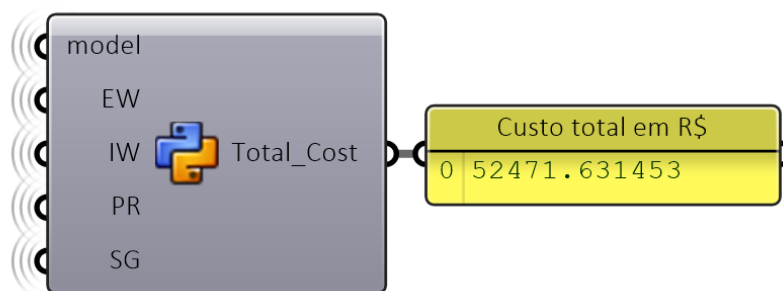 model
EW
IW
PR
SG
Total_Cost
Custo total em R$
0 52471.631453